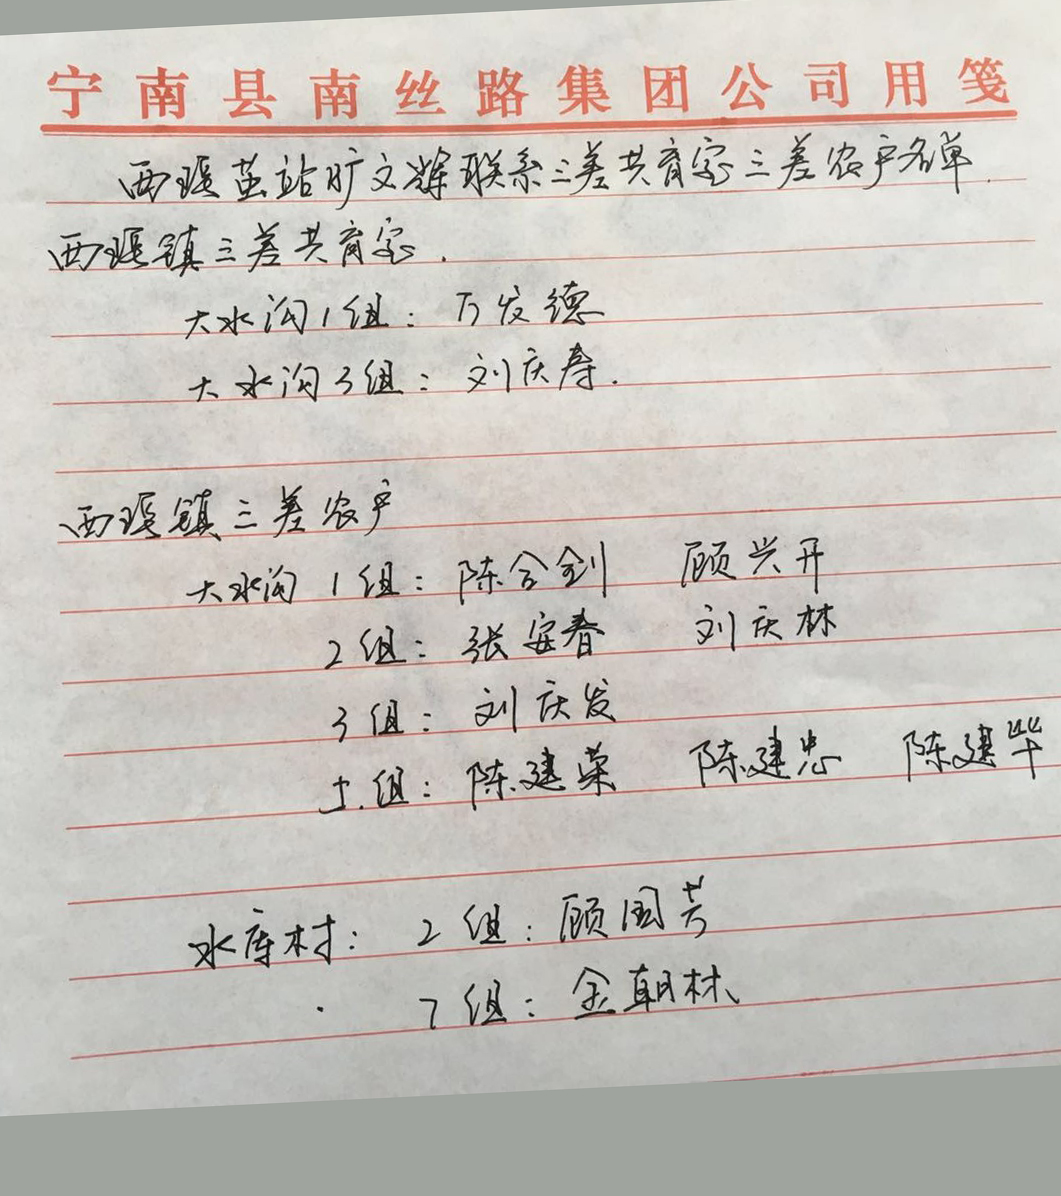 宁南县南丝路集团公司用笺
西瑶茧站旷文辉联系三差共育室三差农户名单.
西瑶镇三差共育室.
大水沟1组：万发德
大水沟3组：刘庆寿.
西瑶镇三差农户
大水沟 1组：陈合剑 顾兴开
2组：张安春 刘庆林
3组：刘庆发
土.组：陈建荣 陈建忠 陈建华
水库村： 2组：顾国芳
7组：金朝林